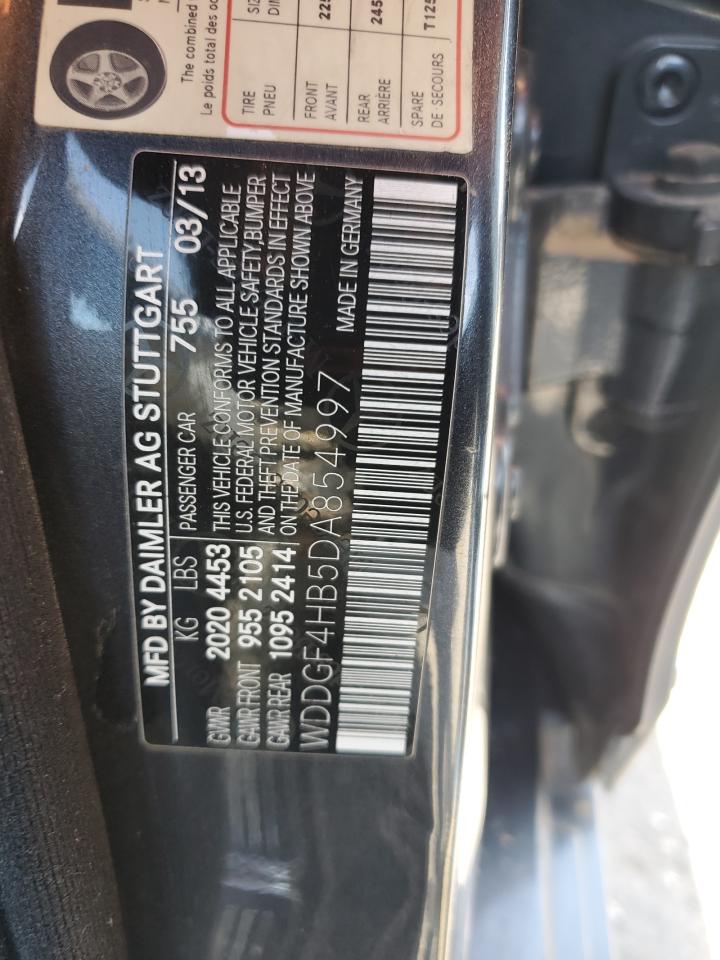 The combined
Le poids total des oc
TIRE
PNEU
FRONT
AVANT
225
REAR
ARRIÈRE
245
SPARE
DE SECOURS
T125
MFD BY DAIMLER AG STUTTGART
KG LBS PASSENGER CAR 755 03/13
GVWR 2020 4453 THIS VEHICLE CONFORMS TO ALL APPLICABLE
GAWR FRONT 955 2105 U.S. FEDERAL MOTOR VEHICLE SAFETY,BUMPER,
GAWR REAR 1095 2414 AND THEFT PREVENTION STANDARDS IN EFFECT
ON THE DATE OF MANUFACTURE SHOWN ABOVE
WDDGF4HB5DA854997 MADE IN GERMANY